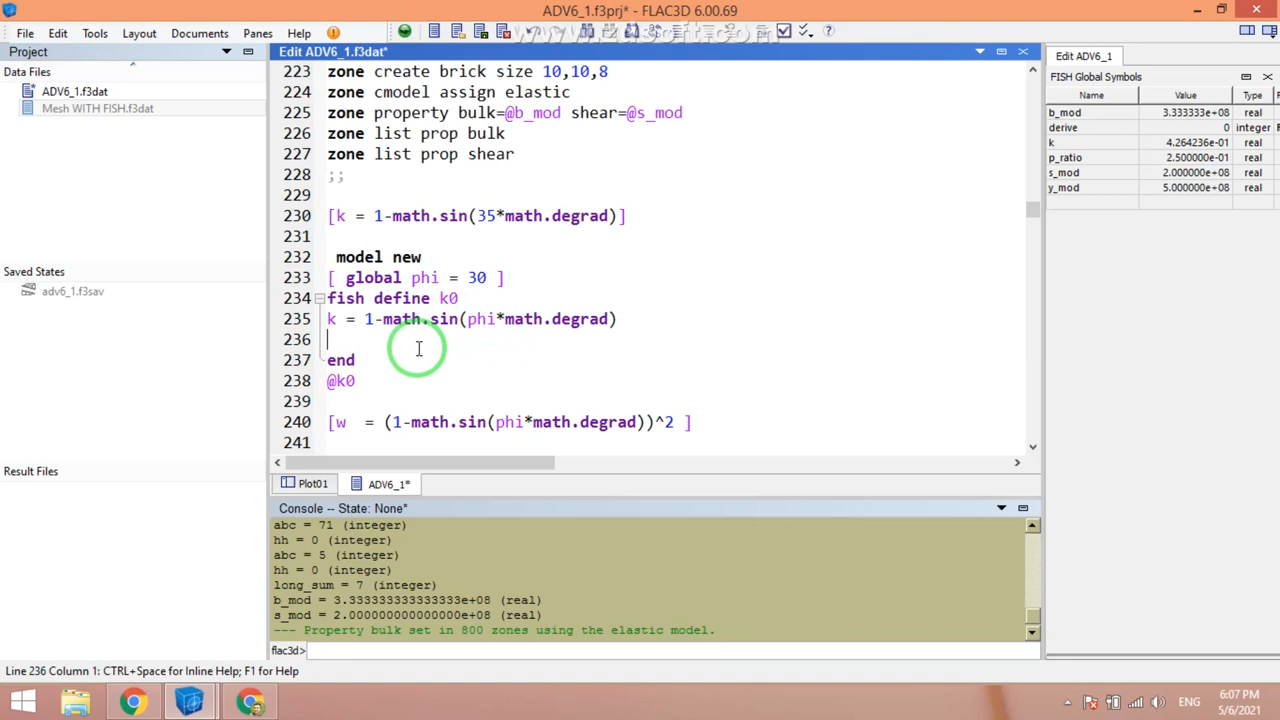 ADV6_1.f3prj* - FLAC3D 6.00.69
File Edit Tools Layout Documents Panes Help
Project
Data Files
ADV6_1.f3dat
Mesh WITH FISH.f3dat
Saved States
adv6_1.f3sav
Result Files
Edit ADV6_1.f3dat*
223 zone create brick size 10,10,8
224 zone cmodel assign elastic
225 zone property bulk=@b_mod shear=@s_mod
226 zone list prop bulk
227 zone list prop shear
228 ;;
229
230 [k = 1-math.sin(35*math.degrad)]
231
232 model new
233 [ global phi = 30 ]
234 fish define k0
235 k = 1-math.sin(phi*math.degrad)
236
237 end
238 @k0
239
240 [w = (1-math.sin(phi*math.degrad))^2 ]
241
Plot01 ADV6_1*
Console -- State: None*
abc = 71 (integer)
hh = 0 (integer)
abc = 5 (integer)
hh = 0 (integer)
long_sum = 7 (integer)
b_mod = 3.333333333333333e+08 (real)
s_mod = 2.000000000000000e+08 (real)
--- Property bulk set in 800 zones using the elastic model.
flac3d>
Edit ADV6_1
FISH Global Symbols
Name Value Type
b_mod 3.333333e+08 real
derive 0 integer
k 4.264236e-01 real
p_ratio 2.500000e-01 real
s_mod 2.000000e+08 real
y_mod 5.000000e+08 real
Line 236 Column 1: CTRL+Space for Inline Help; F1 for Help
ENG
6:07 PM
5/6/2021